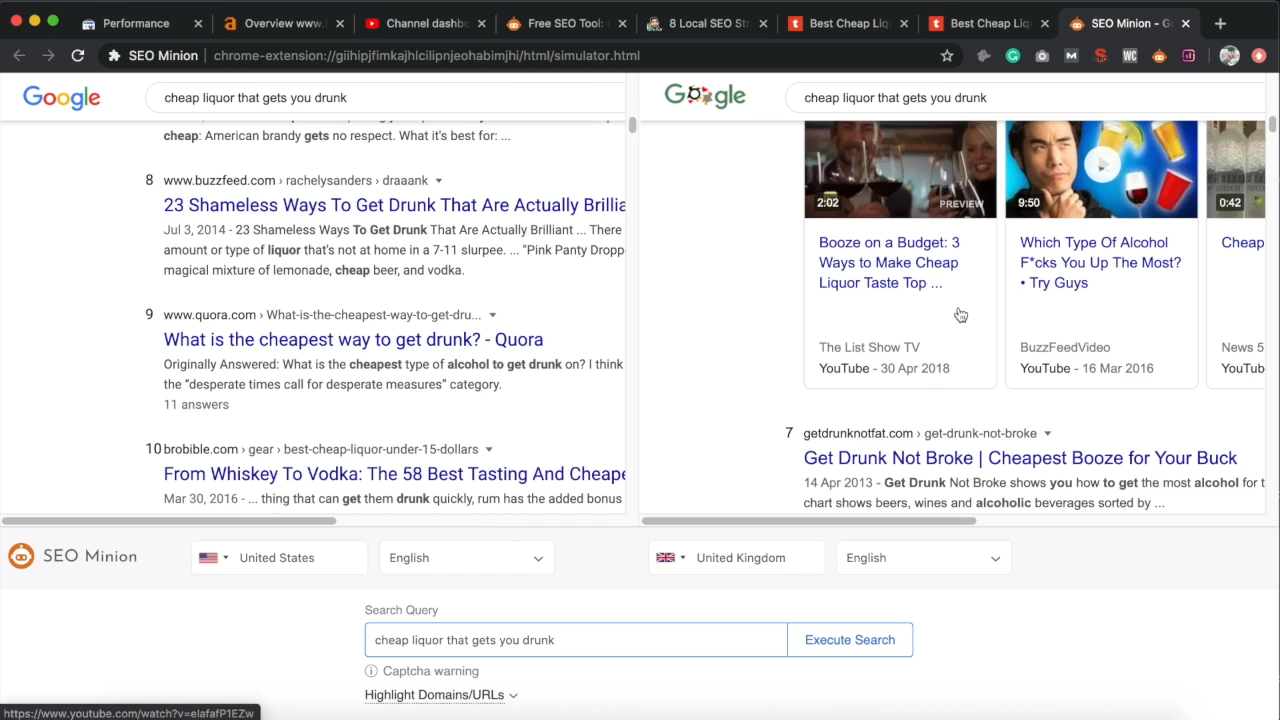 Performance
Overview www.
Channel dashb
Free SEO Tool:
8 Local SEO St
Best Cheap Liq
Best Cheap Liq
SEO Minion - G
SEO Minion
chrome-extension://giihipjfimkajhlcilipnjeohabimjhi/html/simulator.html
WC
Google
cheap liquor that gets you drunk
cheap: American brandy gets no respect. What it's best for: ...
8 www.buzzfeed.com › rachelysanders › draaank
23 Shameless Ways To Get Drunk That Are Actually Brillia
Jul 3, 2014 - 23 Shameless Ways To Get Drunk That Are Actually Brilliant ... There
amount or type of liquor that's not at home in a 7-11 slurpee. ... "Pink Panty Droppe
magical mixture of lemonade, cheap beer, and vodka.
9 www.quora.com › What-is-the-cheapest-way-to-get-dru...
What is the cheapest way to get drunk? - Quora
Originally Answered: What is the cheapest type of alcohol to get drunk on? I think
the “desperate times call for desperate measures” category.
11 answers
10 brobible.com › gear › best-cheap-liquor-under-15-dollars
From Whiskey To Vodka: The 58 Best Tasting And Cheape
Mar 30, 2016 - ... thing that can get them drunk quickly, rum has the added bonus
Google
cheap liquor that gets you drunk
2:02
PREVIEW
9:50
0:42
Booze on a Budget: 3
Ways to Make Cheap
Liquor Taste Top ...
The List Show TV
YouTube - 30 Apr 2018
Which Type Of Alcohol
F*cks You Up The Most?
• Try Guys
BuzzFeedVideo
YouTube - 16 Mar 2016
Cheap
News 5
YouTub
7 getdrunknotfat.com › get-drunk-not-broke
Get Drunk Not Broke | Cheapest Booze for Your Buck
14 Apr 2013 - Get Drunk Not Broke shows you how to get the most alcohol for t
chart shows beers, wines and alcoholic beverages sorted by ...
SEO Minion
United States
English
United Kingdom
English
Search Query
cheap liquor that gets you drunk
Execute Search
Captcha warning
Highlight Domains/URLs
https://www.youtube.com/watch?v=elafafP1EZw